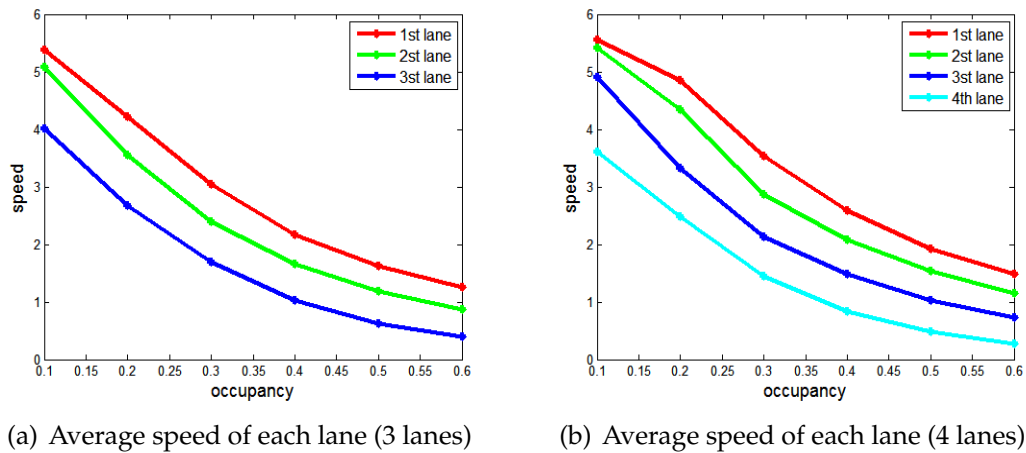 6
5
4
3
2
1
0
speed
0.1 0.15 0.2 0.25 0.3 0.35 0.4 0.45 0.5 0.55 0.6
occupancy
1st lane
2st lane
3st lane
(a) Average speed of each lane (3 lanes)
6
5
4
3
2
1
0
speed
0.1 0.15 0.2 0.25 0.3 0.35 0.4 0.45 0.5 0.55 0.6
occupancy
1st lane
2st lane
3st lane
4th lane
(b) Average speed of each lane (4 lanes)